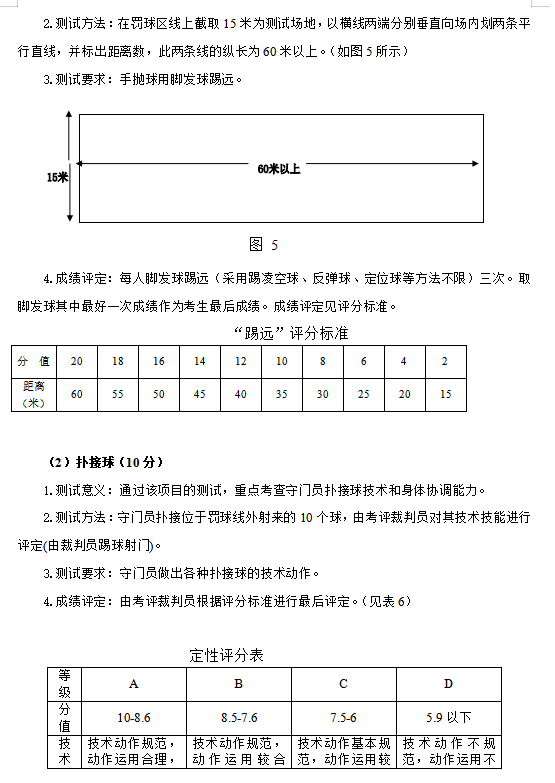 2.测试方法：在罚球区线上截取 15 米为测试场地，以横线两端分别垂直向场内划两条平
行直线，并标出距离数，此两条线的纵长为 60 米以上。（如图 5 所示）
3.测试要求：手抛球用脚发球踢远。
15米
60米以上
图 5
4.成绩评定：每人脚发球踢远（采用踢凌空球、反弹球、定位球等方法不限）三次。取
脚发球其中最好一次成绩作为考生最后成绩。成绩评定见评分标准。
“踢远”评分标准
分 值 20 18 16 14 12 10 8 6 4 2
距离
（米） 60 55 50 45 40 35 30 25 20 15
（2）扑接球（10 分）
1.测试意义：通过该项目的测试，重点考查守门员扑接球技术和身体协调能力。
2.测试方法：守门员扑接位于罚球线外射来的 10 个球，由考评裁判员对其技术技能进行
评定(由裁判员踢球射门)。
3.测试要求：守门员做出各种扑接球的技术动作。
4.成绩评定：由考评裁判员根据评分标准进行最后评定。（见表 6）
定性评分表
等级 A B C D
分值 10-8.6 8.5-7.6 7.5-6 5.9 以下
技 技术动作规范， 技术动作规范， 技术动作基本规 技术动作不规
术 动作运用合理， 动作运用较合 范，动作运用较 范，动作运用不